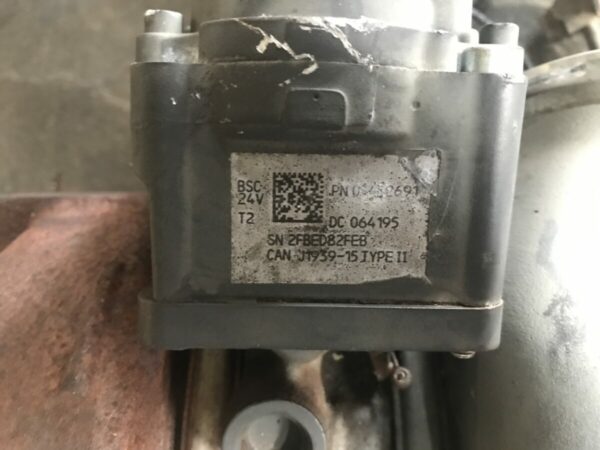 BSC-
24V
T2
PN
DC 064195
SN 2FBED82FEB
CAN J1939-15 TYPE II